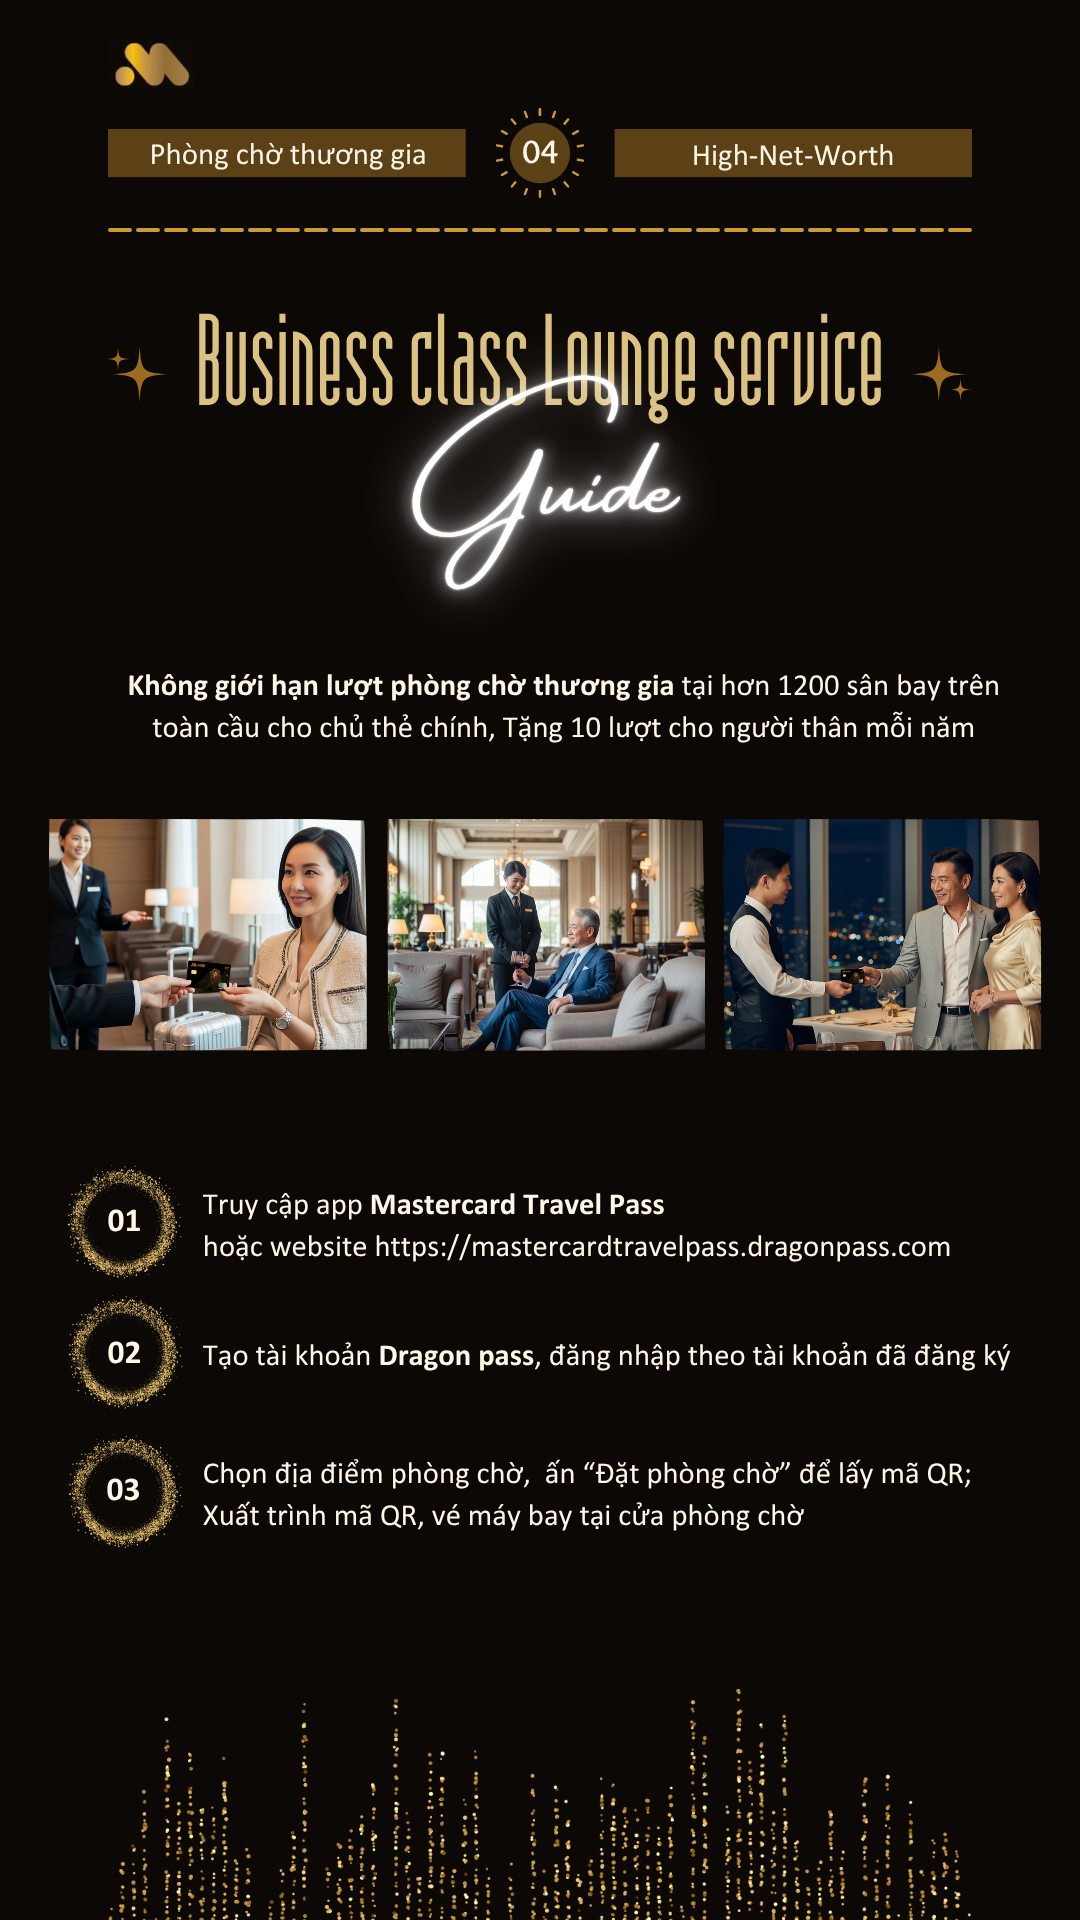 Phòng chờ thương gia
04
High-Net-Worth
Business class Lounge service
Guide
Không giới hạn lượt phòng chờ thương gia tại hơn 1200 sân bay trên
toàn cầu cho chủ thẻ chính, Tặng 10 lượt cho người thân mỗi năm
01
Truy cập app Mastercard Travel Pass
hoặc website https://mastercardtravelpass.dragonpass.com
02
Tạo tài khoản Dragon pass, đăng nhập theo tài khoản đã đăng ký
03
Chọn địa điểm phòng chờ,  ấn “Đặt phòng chờ” để lấy mã QR;
Xuất trình mã QR, vé máy bay tại cửa phòng chờ